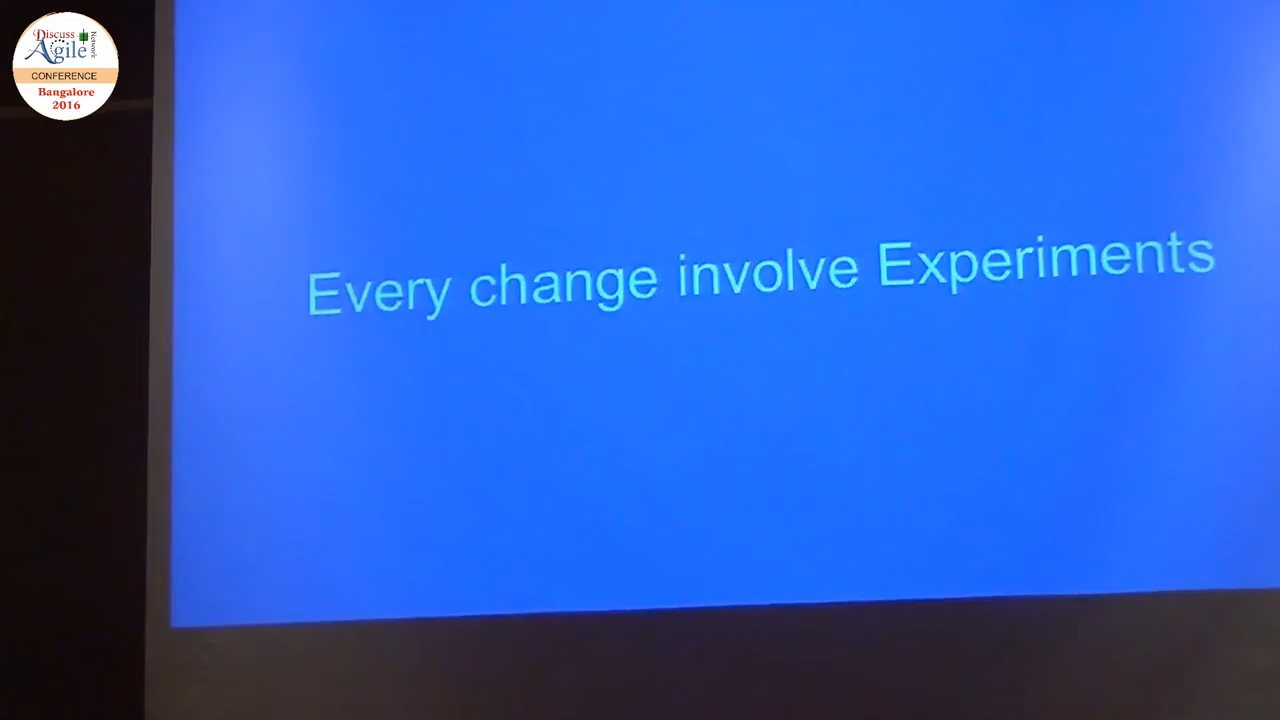 Discuss
Agile
Network
CONFERENCE
Bangalore
2016
Every change involve Experiments